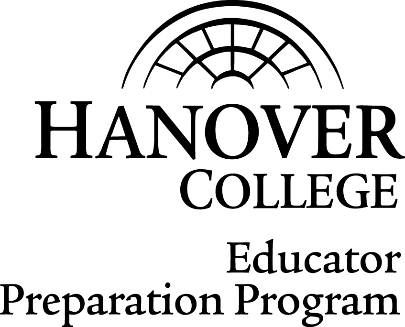 HANOVER
COLLEGE
Educator
Preparation Program